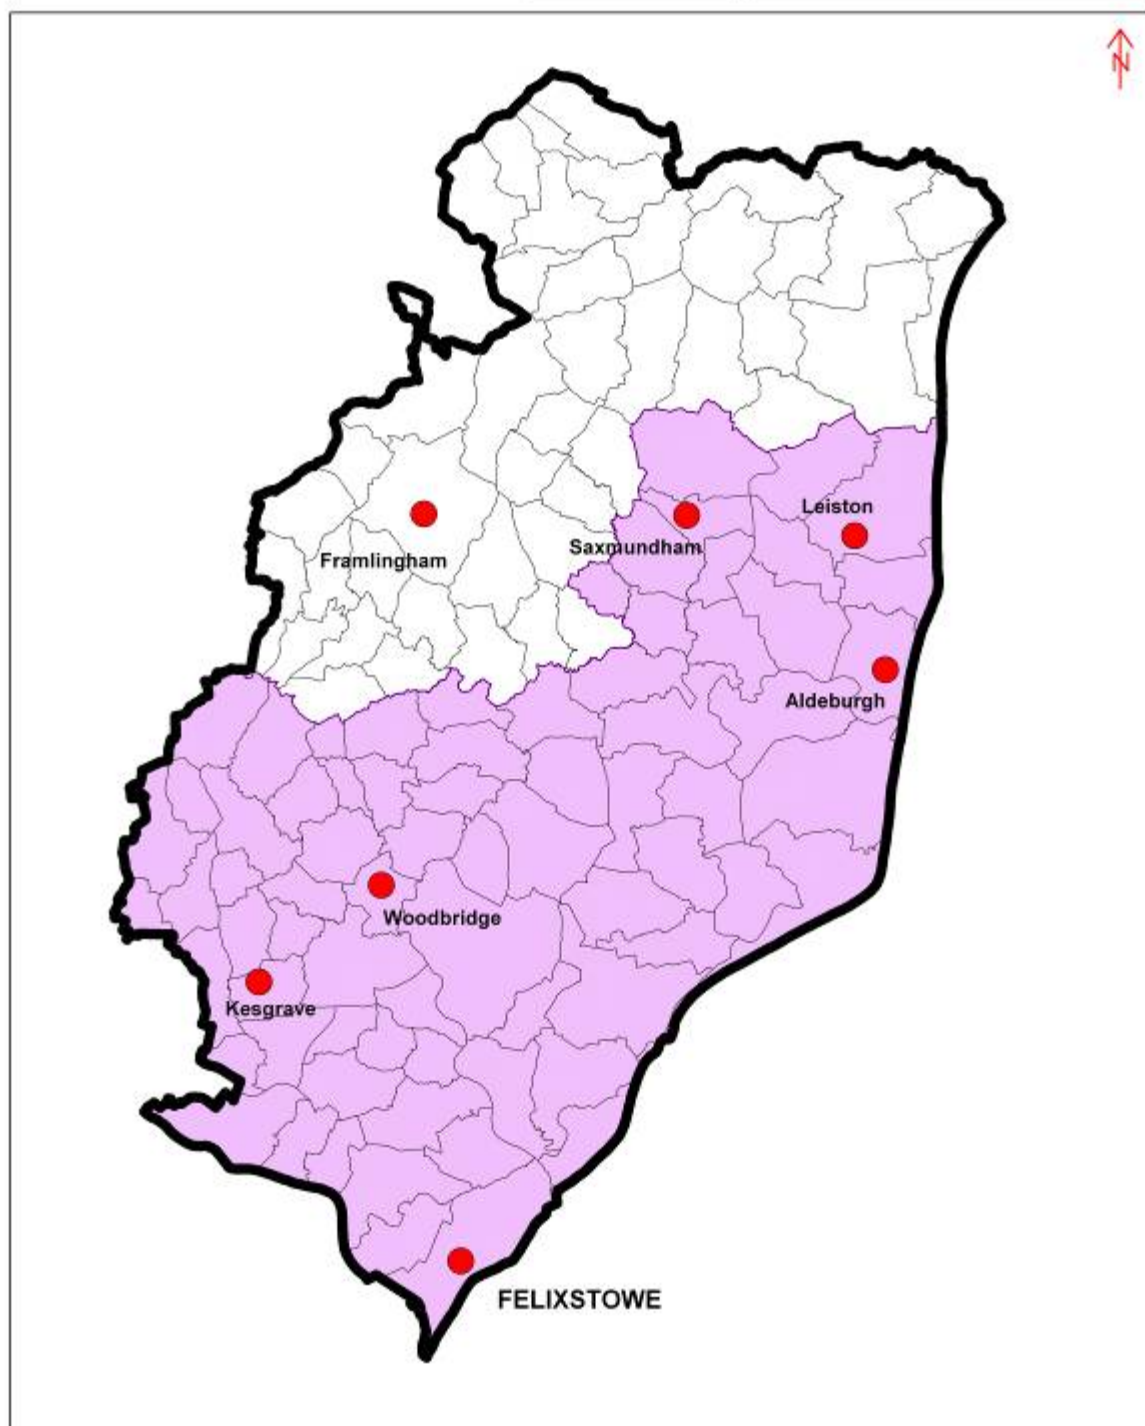 N
Leiston
Saxmundham
Framlingham
Aldeburgh
Woodbridge
Kesgrave
FELIXSTOWE